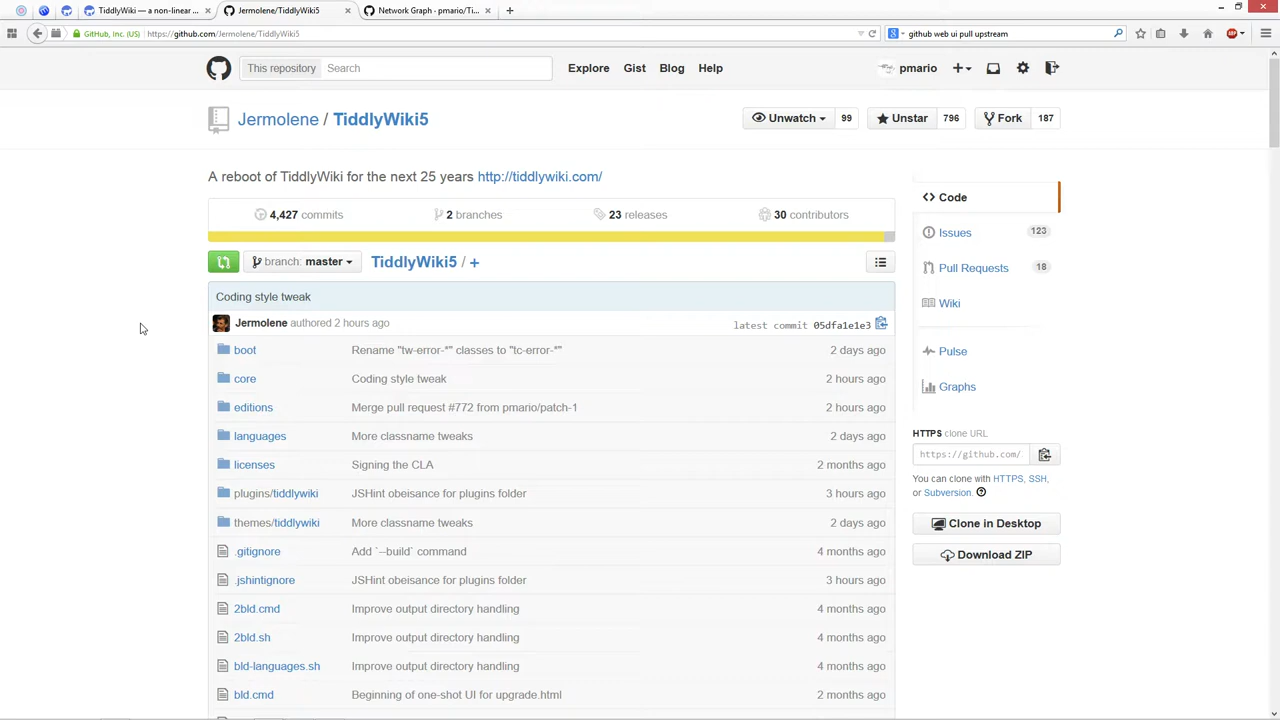 TiddlyWiki — a non-linear ...
Jermolene/TiddlyWiki5
Network Graph - pmario/Ti...
GitHub, Inc. (US)
https://github.com/Jermolene/TiddlyWiki5
github web ui pull upstream
This repository
Search
Explore
Gist
Blog
Help
pmario
Jermolene / TiddlyWiki5
Unwatch
99
Unstar
796
Fork
187
A reboot of TiddlyWiki for the next 25 years http://tiddlywiki.com/
4,427 commits
2 branches
23 releases
30 contributors
branch: master
TiddlyWiki5 / +
Coding style tweak
Jermolene authored 2 hours ago
latest commit 05dfa1e1e3
boot Rename "tw-error-*" classes to "tc-error-*" 2 days ago
core Coding style tweak 2 hours ago
editions Merge pull request #772 from pmario/patch-1 2 hours ago
languages More classname tweaks 2 days ago
licenses Signing the CLA 2 months ago
plugins/tiddlywiki JSHint obeisance for plugins folder 3 hours ago
themes/tiddlywiki More classname tweaks 2 days ago
.gitignore Add `--build` command 4 months ago
.jshintignore JSHint obeisance for plugins folder 3 hours ago
2bld.cmd Improve output directory handling 4 months ago
2bld.sh Improve output directory handling 4 months ago
bld-languages.sh Improve output directory handling 4 months ago
bld.cmd Beginning of one-shot UI for upgrade.html 2 months ago
Code
Issues 123
Pull Requests 18
Wiki
Pulse
Graphs
HTTPS clone URL
https://github.com/
You can clone with HTTPS, SSH,
or Subversion.
Clone in Desktop
Download ZIP